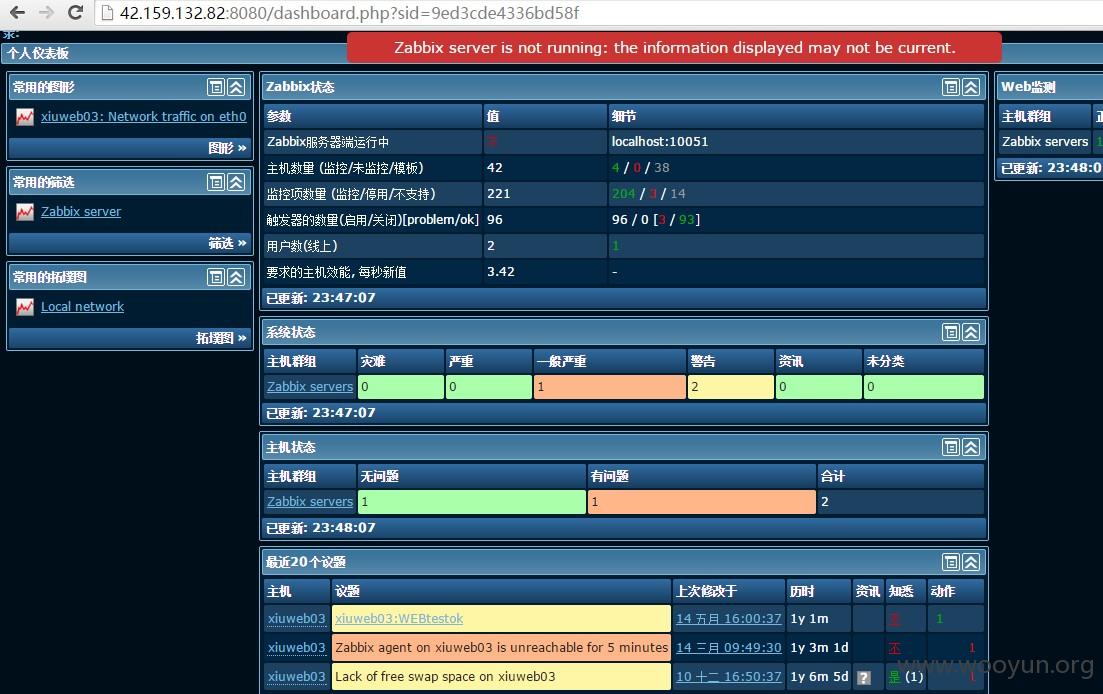 42.159.132.82:8080/dashboard.php?sid=9ed3cde4336bd58f
录:
个人仪表板
Zabbix server is not running: the information displayed may not be current.
常用的图形
xiuweb03: Network traffic on eth0
图形 »
常用的筛选
Zabbix server
筛选 »
常用的拓墣图
Local network
拓墣图 »
Zabbix状态
参数 值 细节
Zabbix服务器端运行中 不 localhost:10051
主机数量 (监控/未监控/模板) 42 4 / 0 / 38
监控项数量 (监控/停用/不支持) 221 204 / 3 / 14
触发器的数量(启用/关闭)[problem/ok] 96 96 / 0 [3 / 93]
用户数(线上) 2 1
要求的主机效能, 每秒新值 3.42 -
已更新: 23:47:07
系统状态
主机群组 灾难 严重 一般严重 警告 资讯 未分类
Zabbix servers 0 0 1 2 0 0
已更新: 23:47:07
主机状态
主机群组 无问题 有问题 合计
Zabbix servers 1 1 2
已更新: 23:48:07
最近20个议题
主机 议题 上次修改于 历时 资讯 知悉 动作
xiuweb03 xiuweb03:WEBtestok 14 五月 16:00:37 1y 1m 不 1
xiuweb03 Zabbix agent on xiuweb03 is unreachable for 5 minutes 14 三月 09:49:30 1y 3m 1d 不 1
xiuweb03 Lack of free swap space on xiuweb03 10 十二 16:50:37 1y 6m 5d ? 是 (1) 1
Web监测
主机群组
Zabbix servers 1
已更新: 23:48:0
www.wooyun.org